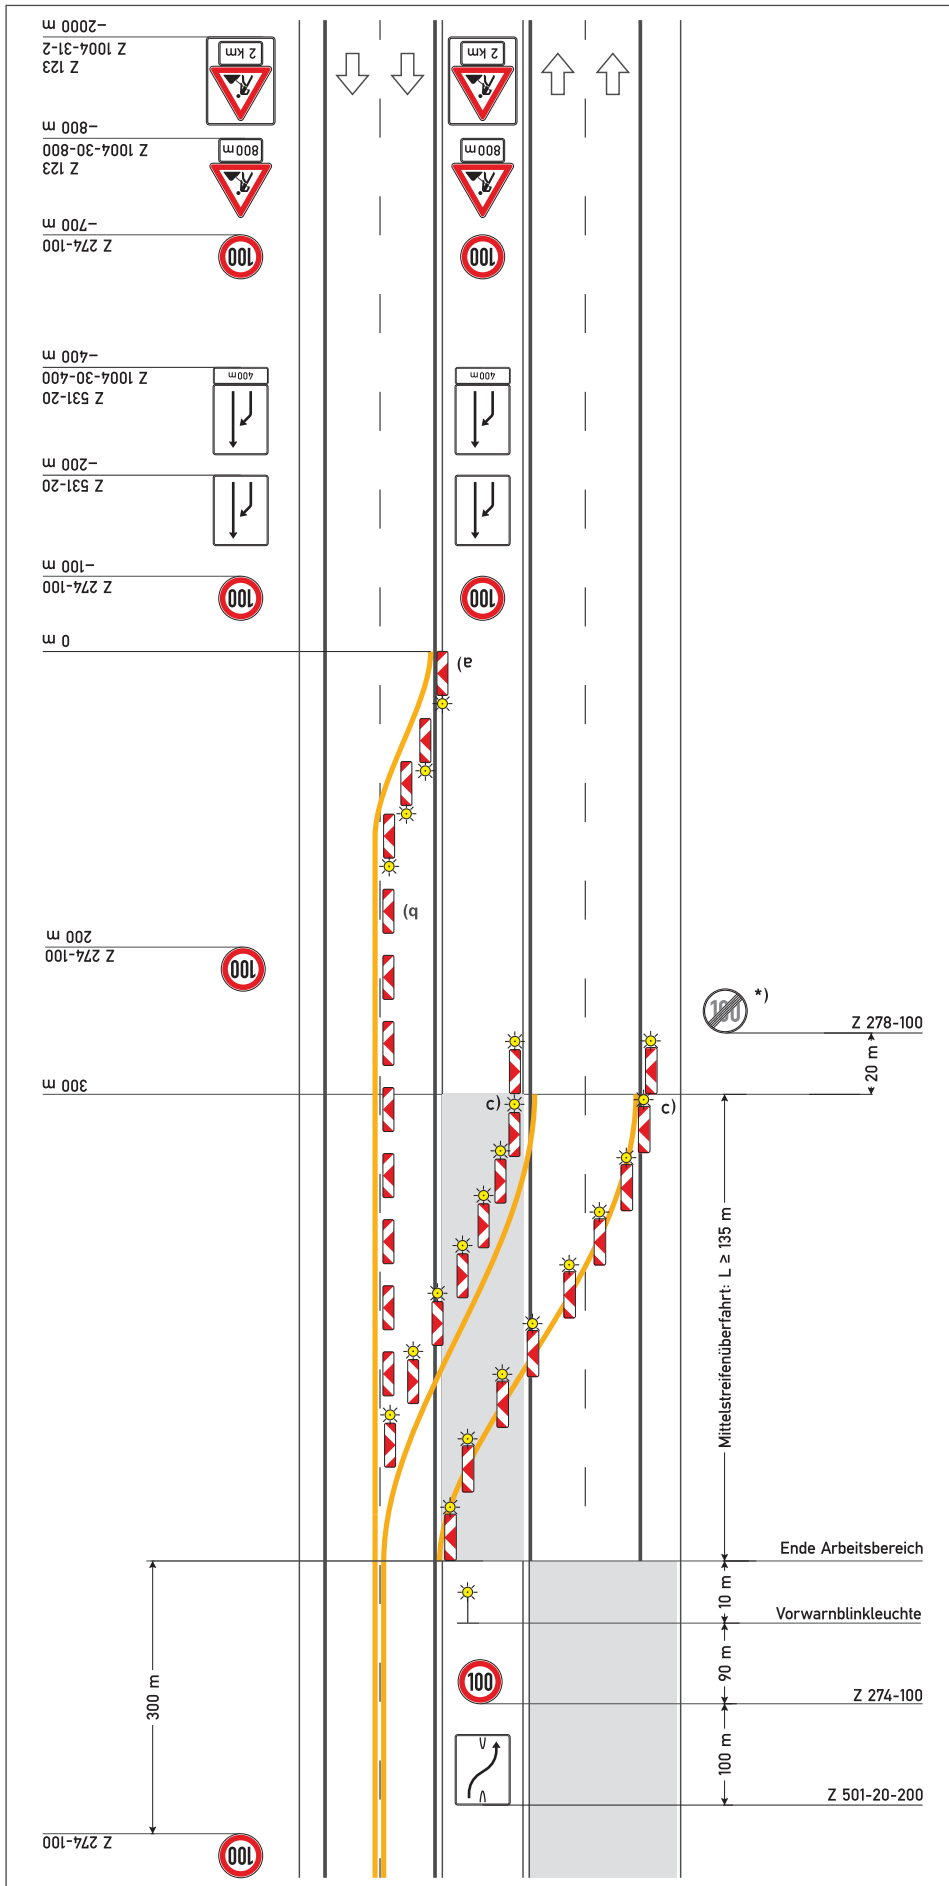 -2000 m
Z 1004-31-2
Z 123
2 km
2 km
-800 m
Z 1004-30-800
Z 123
800 m
800 m
-700 m
Z 274-100
100
100
-400 m
Z 1004-30-400
Z 531-20
400 m
400 m
-200 m
Z 531-20
-100 m
Z 274-100
100
100
0 m
a)
b)
200 m
Z 274-100
100
100
*)
Z 278-100
20 m
300 m
c)
c)
Mittelstreifenüberfahrt: L ≥ 135 m
Ende Arbeitsbereich
10 m
Vorwarnblinkleuchte
90 m
100
Z 274-100
300 m
100 m
Z 501-20-200
Z 274-100
100